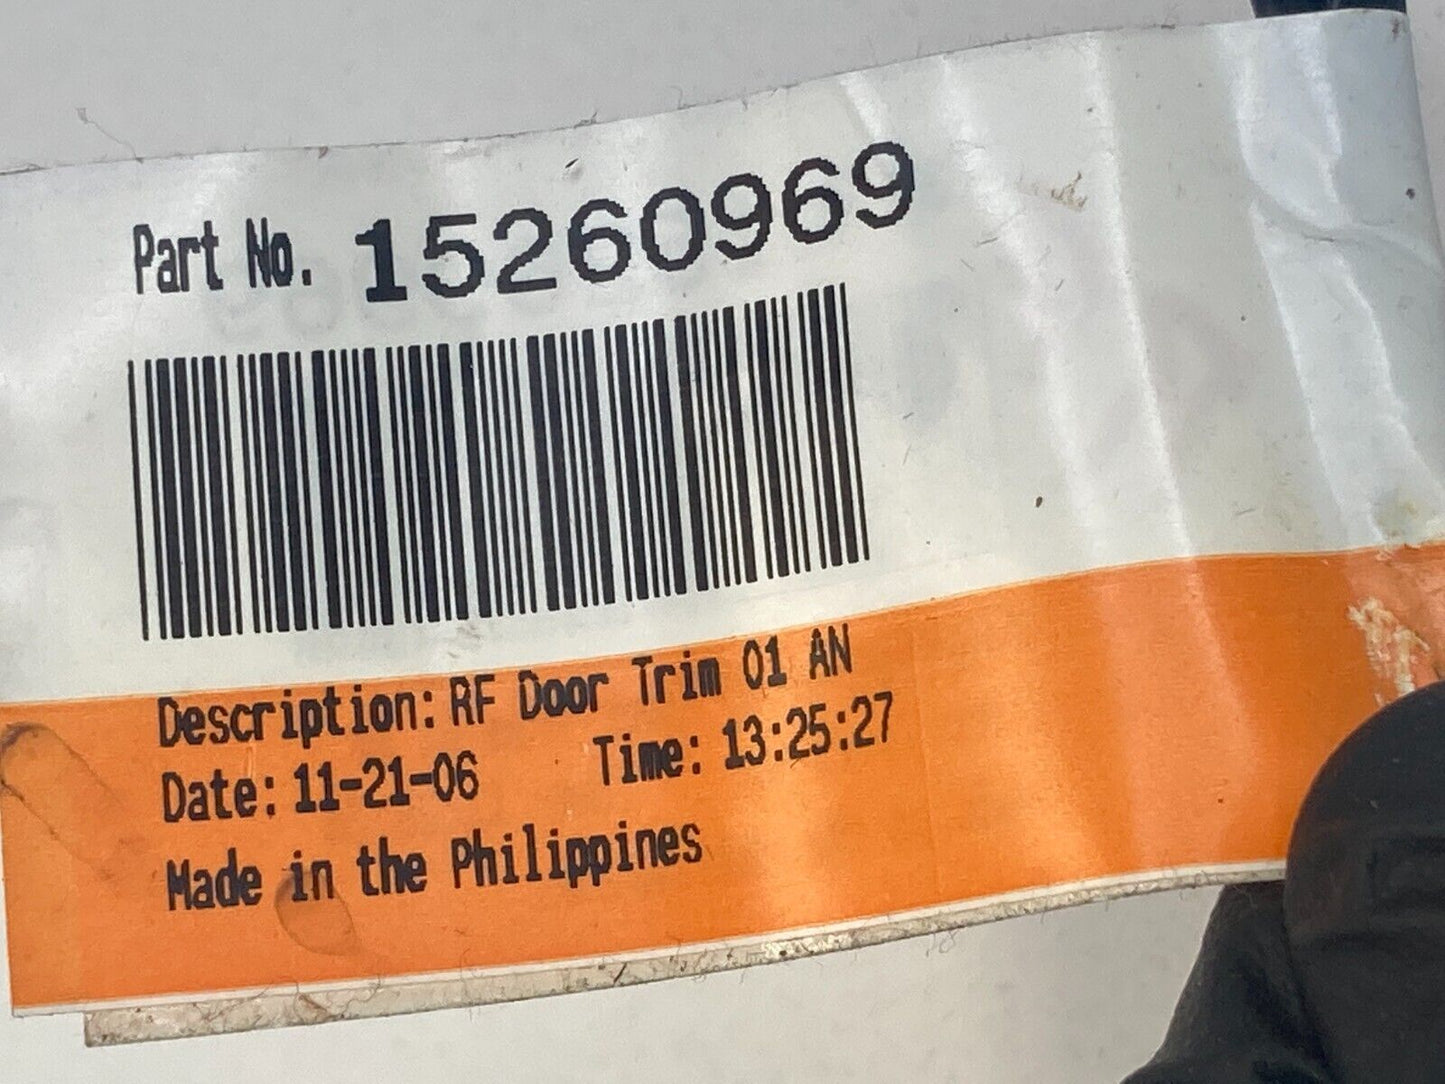 Part No. 15260969
Description: RF Door Trim 01 AN
Date: 11-21-06 Time: 13:25:27
Made in the Philippines